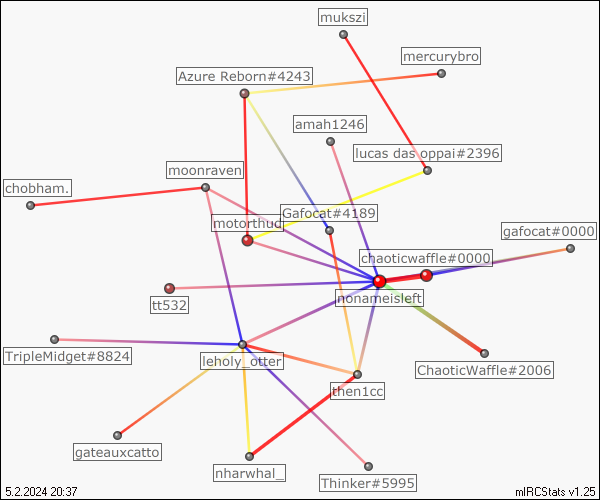 mukszi
mercurybro
Azure Reborn#4243
amah1246
lucas das oppai#2396
moonraven
chobham.
Gafocat#4189
motorthd
gafocat#0000
chaoticwaffle#0000
tt532
nonameisleft
TripleMidget#8824
leholy_otter
ChaoticWaffle#2006
then1cc
gateauxcatto
nharwhal_
Thinker#5995
5.2.2024 20:37
mIRCStats v1.25